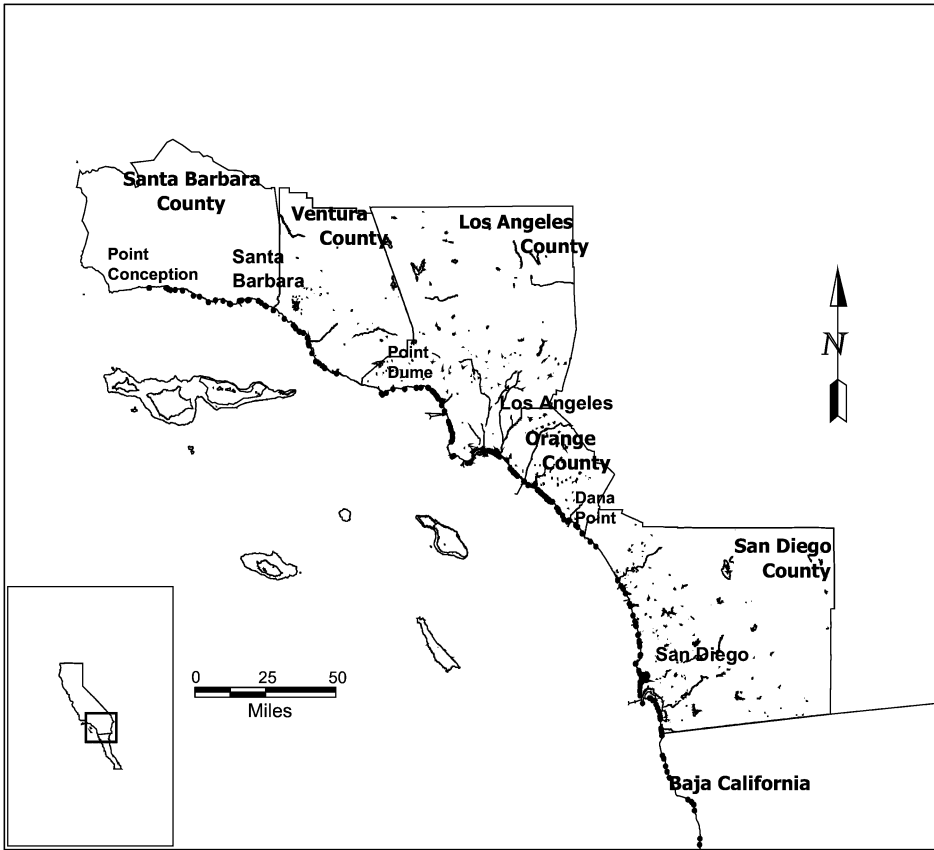 Santa Barbara
County
Ventura
County
Los Angeles
County
Point
Conception
Santa
Barbara
N
Point
Dume
Los Angeles
Orange
County
Dana
Point
San Diego
County
San Diego
0 25 50
Miles
Baja California